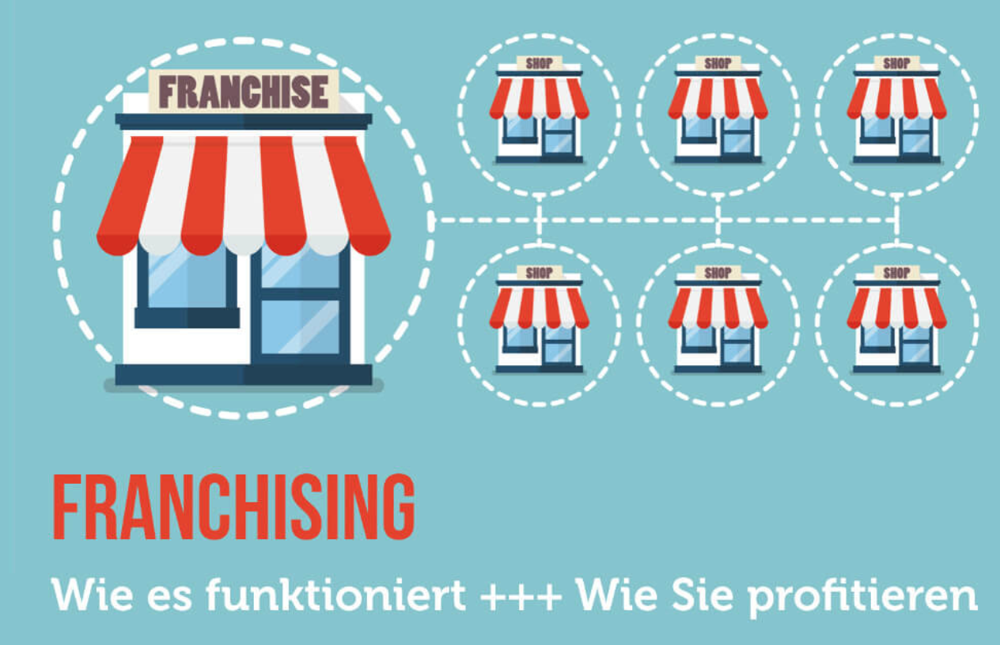 FRANCHISE
SHOP
SHOP
SHOP
SHOP
SHOP
SHOP
FRANCHISING
Wie es funktioniert +++ Wie Sie profitieren